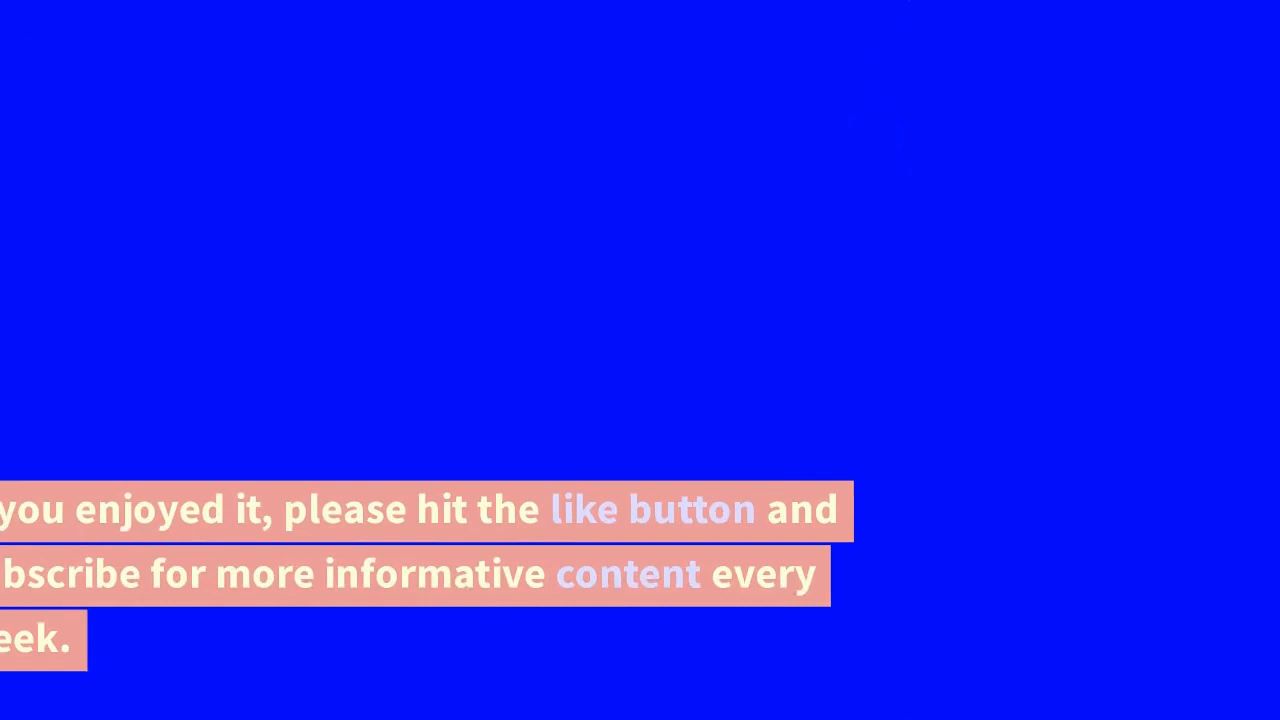 you enjoyed it, please hit the like button and
bscribe for more informative content every
eek.